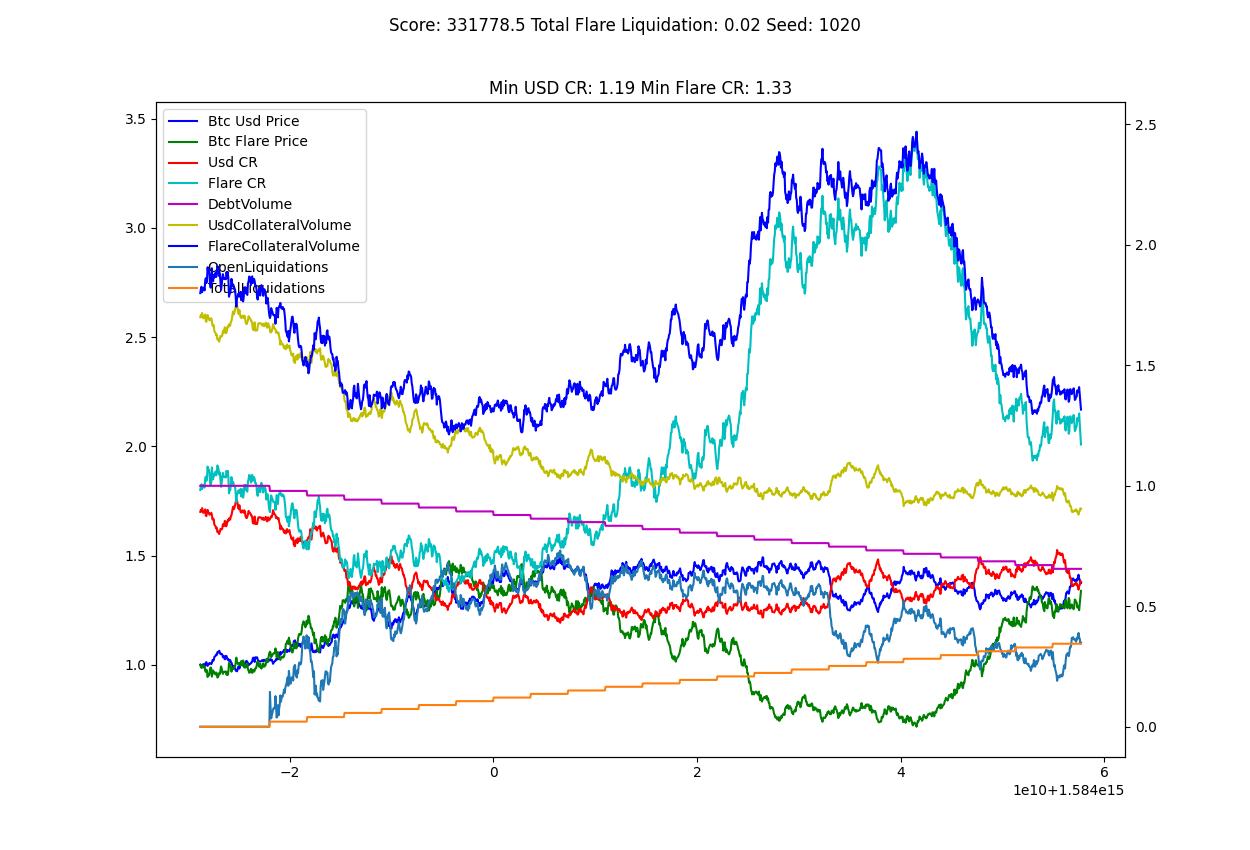 Score: 331778.5 Total Flare Liquidation: 0.02 Seed: 1020
Min USD CR: 1.19 Min Flare CR: 1.33
Btc Usd Price
Btc Flare Price
Usd CR
Flare CR
DebtVolume
UsdCollateralVolume
FlareCollateralVolume
OpenLiquidations
TotalLiquidations
3.5
3.0
2.5
2.0
1.5
1.0
2.5
2.0
1.5
1.0
0.5
0.0
−2
0
2
4
6
1e10+1.584e15